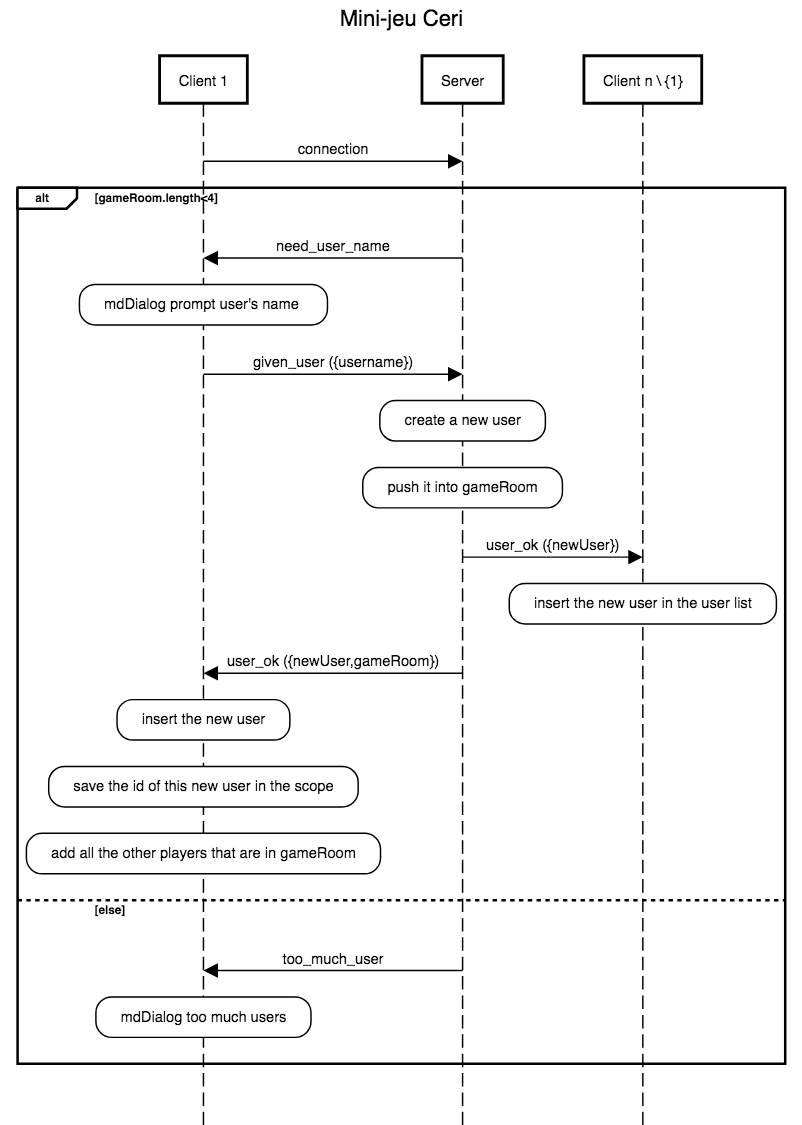 Mini-jeu Ceri
Client 1
Server
Client n \ {1}
connection
alt
[gameRoom.length<4]
need_user_name
mdDialog prompt user's name
given_user ({username})
create a new user
push it into gameRoom
user_ok ({newUser})
insert the new user in the user list
user_ok ({newUser,gameRoom})
insert the new user
save the id of this new user in the scope
add all the other players that are in gameRoom
[else]
too_much_user
mdDialog too much users